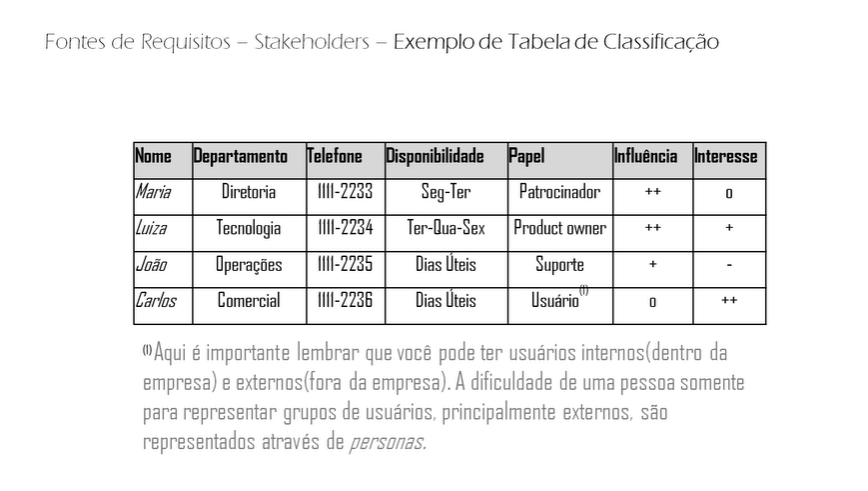 Fontes de Requisitos – Stakeholders – Exemplo de Tabela de Classificação
Nome Departamento Telefone Disponibilidade Papel Influência Interesse
Maria Diretoria 1111-2233 Seg-Ter Patrocinador ++ o
Luiza Tecnologia 1111-2234 Ter-Qua-Sex Product owner ++ +
João Operações 1111-2235 Dias Úteis Suporte + -
Carlos Comercial 1111-2236 Dias Úteis Usuário(1) o ++
(1) Aqui é importante lembrar que você pode ter usuários internos(dentro da
empresa) e externos(fora da empresa). A dificuldade de uma pessoa somente
para representar grupos de usuários, principalmente externos, são
representados através de personas.